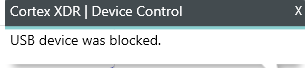 Cortex XDR | Device Control X
USB device was blocked.